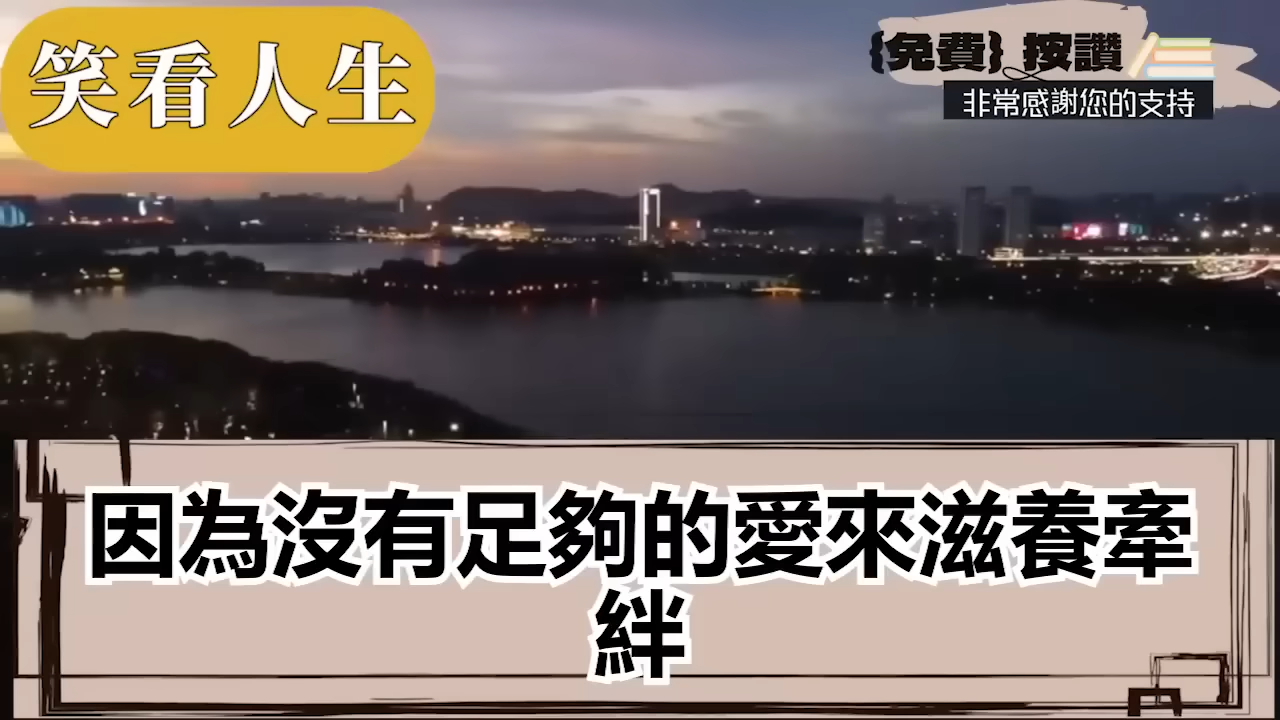 笑看人生
{免費} 按讚
非常感謝您的支持
因為沒有足夠的愛來滋養牽
絆